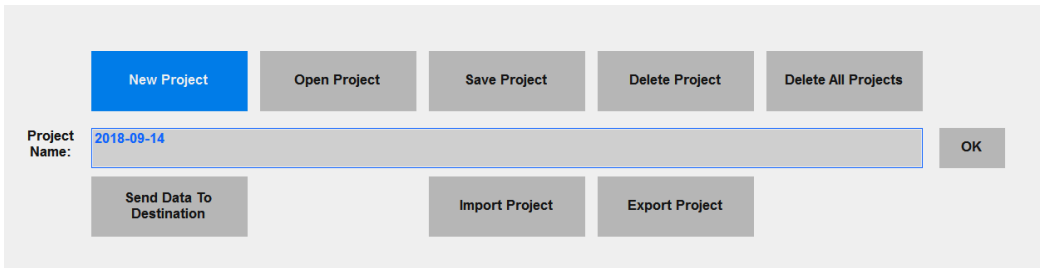 New Project
Open Project
Save Project
Delete Project
Delete All Projects
Project
Name:
2018-09-14
OK
Send Data To
Destination
Import Project
Export Project